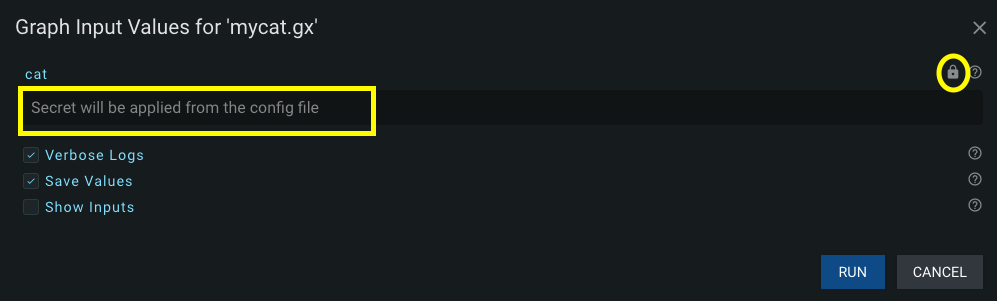 Graph Input Values for 'mycat.gx'
cat
Secret will be applied from the config file
Verbose Logs
Save Values
Show Inputs
RUN CANCEL